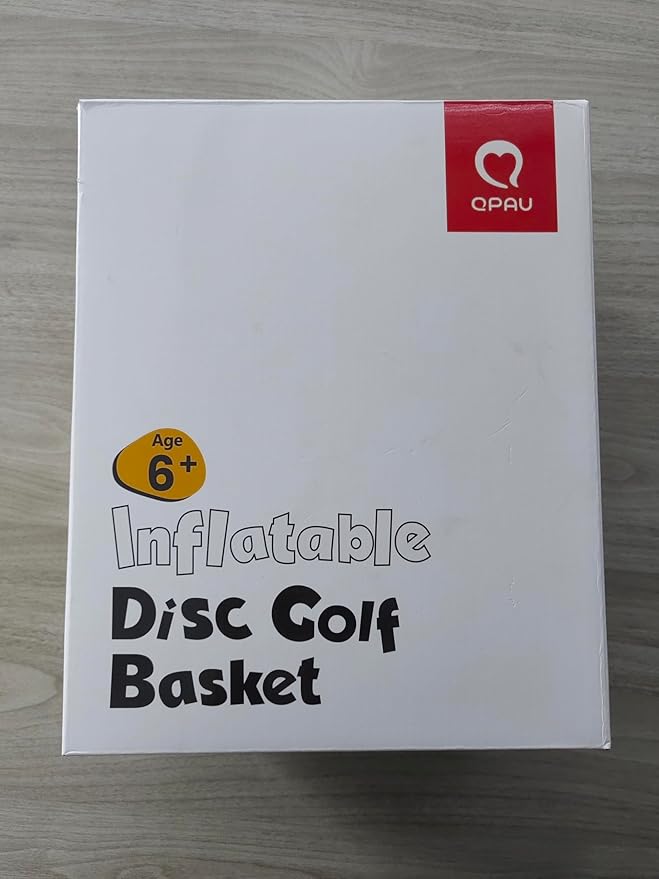 QPAU
Age
6+
Inflatable
Disc Golf
Basket